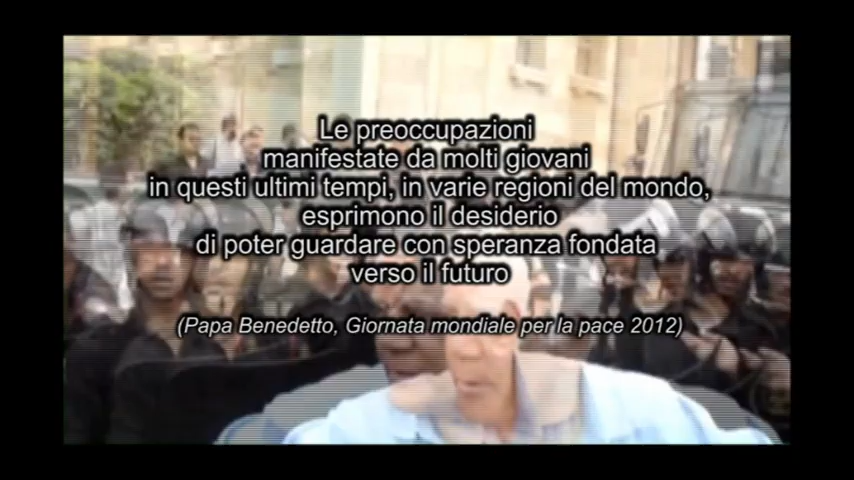 Le preoccupazioni
manifestate da molti giovani
in questi ultimi tempi, in varie regioni del mondo,
esprimono il desiderio
di poter guardare con speranza fondata
verso il futuro
(Papa Benedetto, Giornata mondiale per la pace 2012)